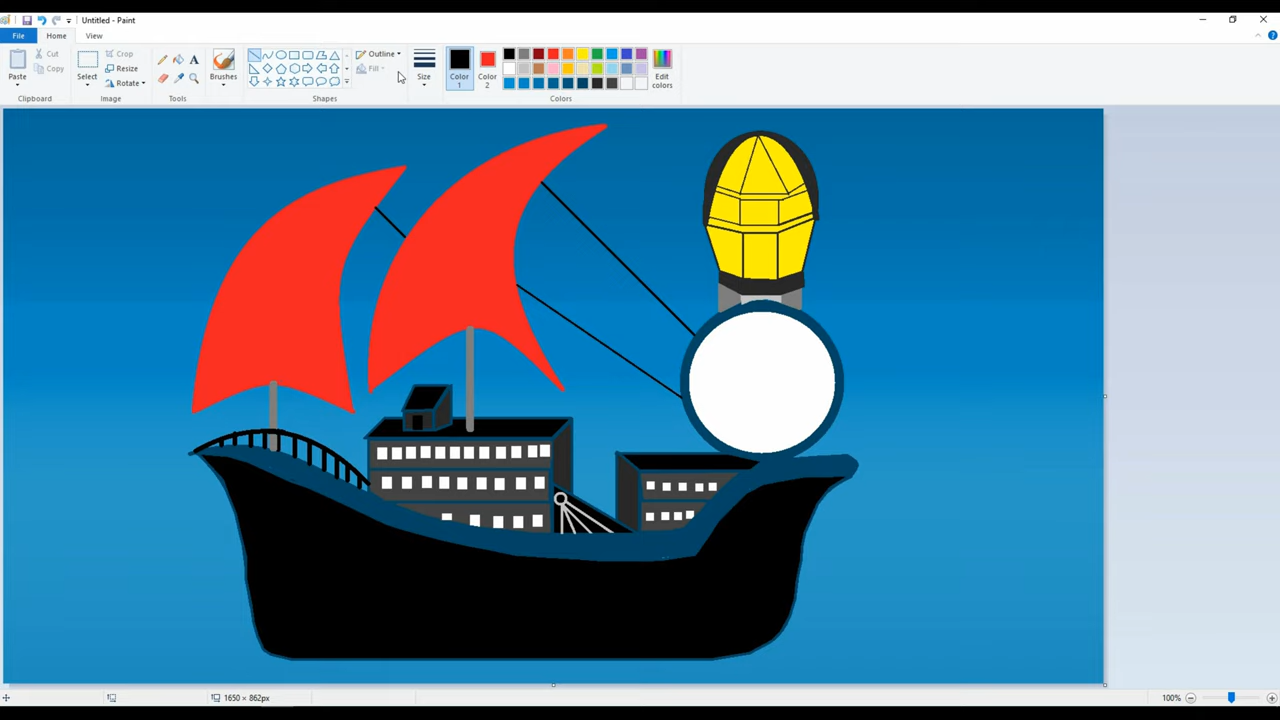 Untitled - Paint
File
Home
View
Paste
Cut
Copy
Clipboard
Select
Crop
Resize
Rotate
Image
A
Tools
Brushes
Outline
Fill
Shapes
Size
Color
1
Color
2
Edit
colors
Colors
1650 × 862px
100%